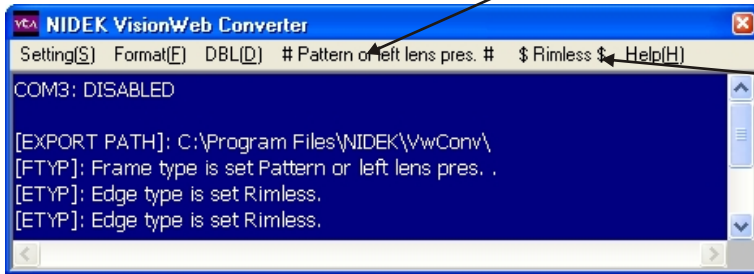 VCA NIDEK VisionWeb Converter
Setting(S) Format(F) DBL(D) # Pattern or left lens pres. # $ Rimless $ Help(H)
COM3: DISABLED
[EXPORT PATH]: C:\Program Files\NIDEK\VwConv\
[FTYP]: Frame type is set Pattern or left lens pres. .
[ETYP]: Edge type is set Rimless.
[ETYP]: Edge type is set Rimless.